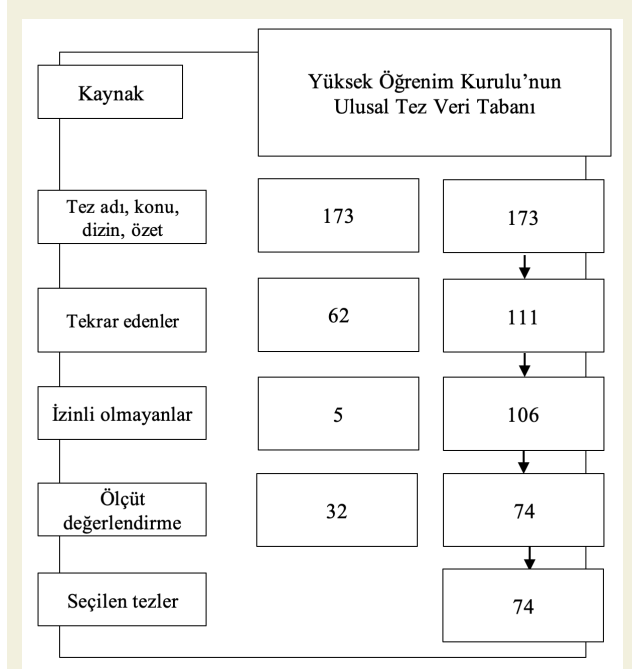 Kaynak
Yüksek Öğrenim Kurulu’nun
Ulusal Tez Veri Tabanı
Tez adı, konu,
dizin, özet
173
173
Tekrar edenler
62
111
İzinli olmayanlar
5
106
Ölçüt
değerlendirme
32
74
Seçilen tezler
74